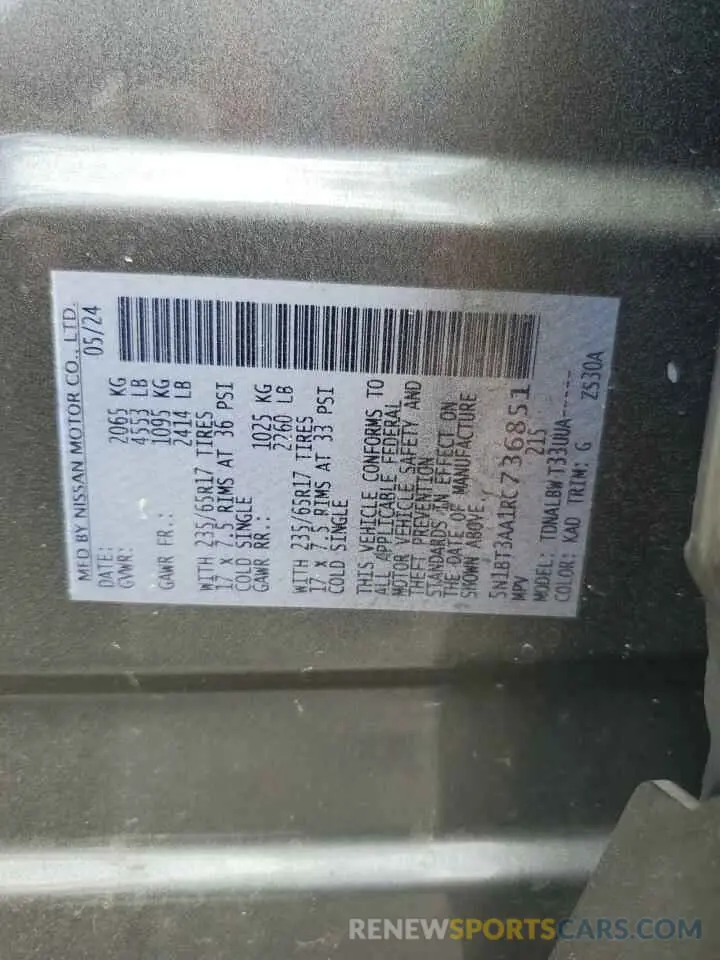 MFD BY NISSAN MOTOR CO., LTD.
DATE: 05/24
GVWR: 2065 KG
4553 LB
GAWR FR.: 1095 KG
2414 LB
WITH 235/65R17 TIRES
17 X 7.5 RIMS AT 36 PSI
COLD SINGLE
GAWR RR.: 1025 KG
2260 LB
WITH 235/65R17 TIRES
17 X 7.5 RIMS AT 33 PSI
COLD SINGLE
THIS VEHICLE CONFORMS TO
ALL APPLICABLE FEDERAL
MOTOR VEHICLE SAFETY AND
THEFT PREVENTION
STANDARDS IN EFFECT ON
THE DATE OF MANUFACTURE
SHOWN ABOVE.
5N1BT3AA1RC736851
MPV 215
MODEL: TDNALBW T33UUA-----
COLOR: KAD TRIM: G ZS30A
RENEWSPORTSCARS.COM